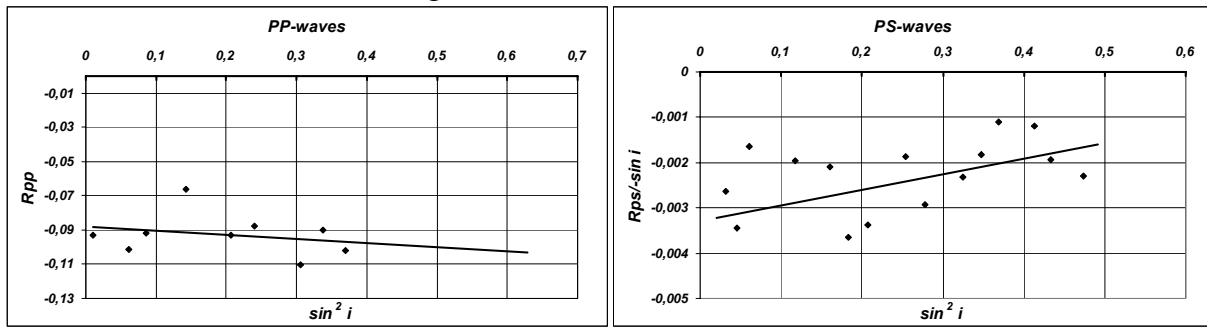 PP-waves
0 0,1 0,2 0,3 0,4 0,5 0,6 0,7
-0,01
-0,03
-0,05
-0,07
-0,09
-0,11
-0,13
Rpp
sin² i
PS-waves
0 0,1 0,2 0,3 0,4 0,5 0,6
0
-0,001
-0,002
-0,003
-0,004
-0,005
Rps/-sin i
sin² i